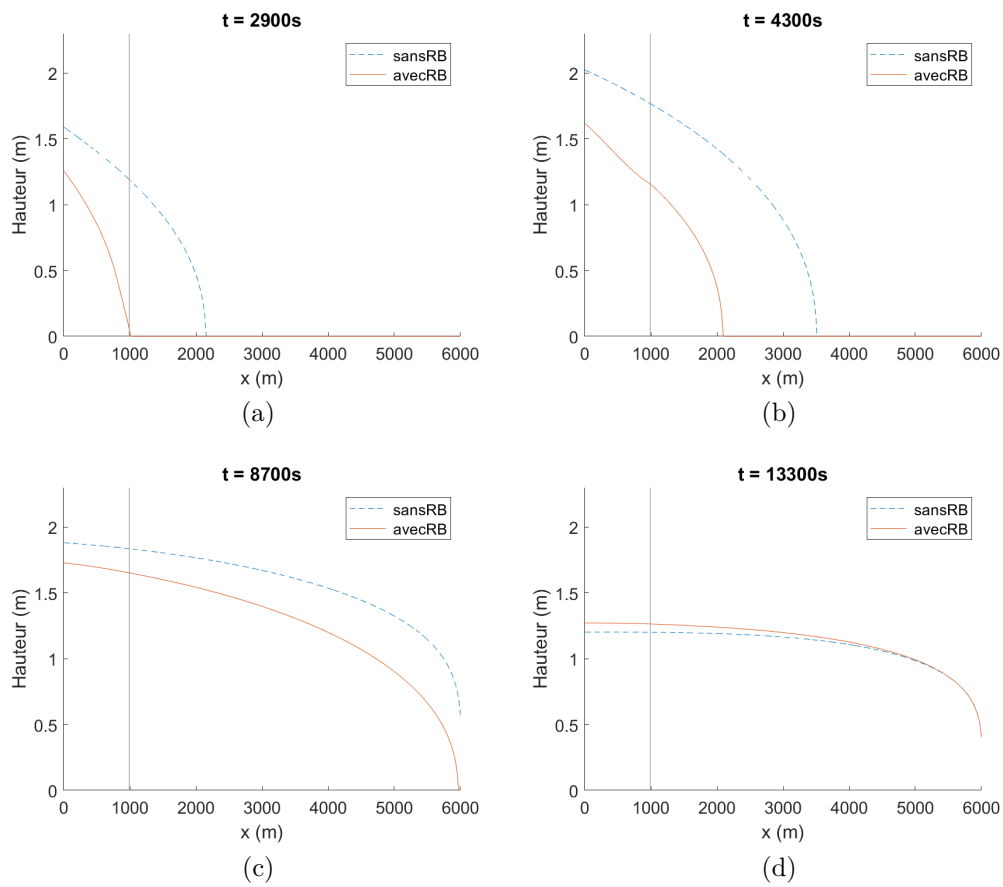 t = 2900s
sansRB
avecRB
Hauteur (m)
2
1.5
1
0.5
0
0 1000 2000 3000 4000 5000 6000
x (m)
(a)
t = 4300s
sansRB
avecRB
Hauteur (m)
2
1.5
1
0.5
0
0 1000 2000 3000 4000 5000 6000
x (m)
(b)
t = 8700s
sansRB
avecRB
Hauteur (m)
2
1.5
1
0.5
0
0 1000 2000 3000 4000 5000 6000
x (m)
(c)
t = 13300s
sansRB
avecRB
Hauteur (m)
2
1.5
1
0.5
0
0 1000 2000 3000 4000 5000 6000
x (m)
(d)